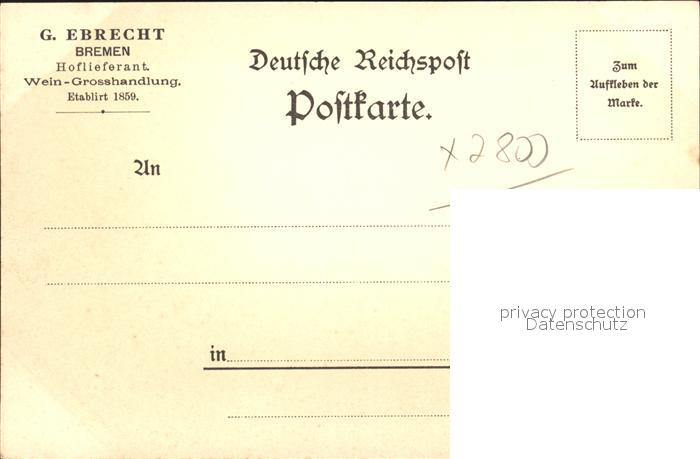 G. EBRECHT
BREMEN
Hoflieferant.
Wein-Grosshandlung.
Etablirt 1859.
Deutsche Reichspost
Postkarte.
Zum
Aufkleben der
Marke.
x 2800
An
in
privacy protection
Datenschutz